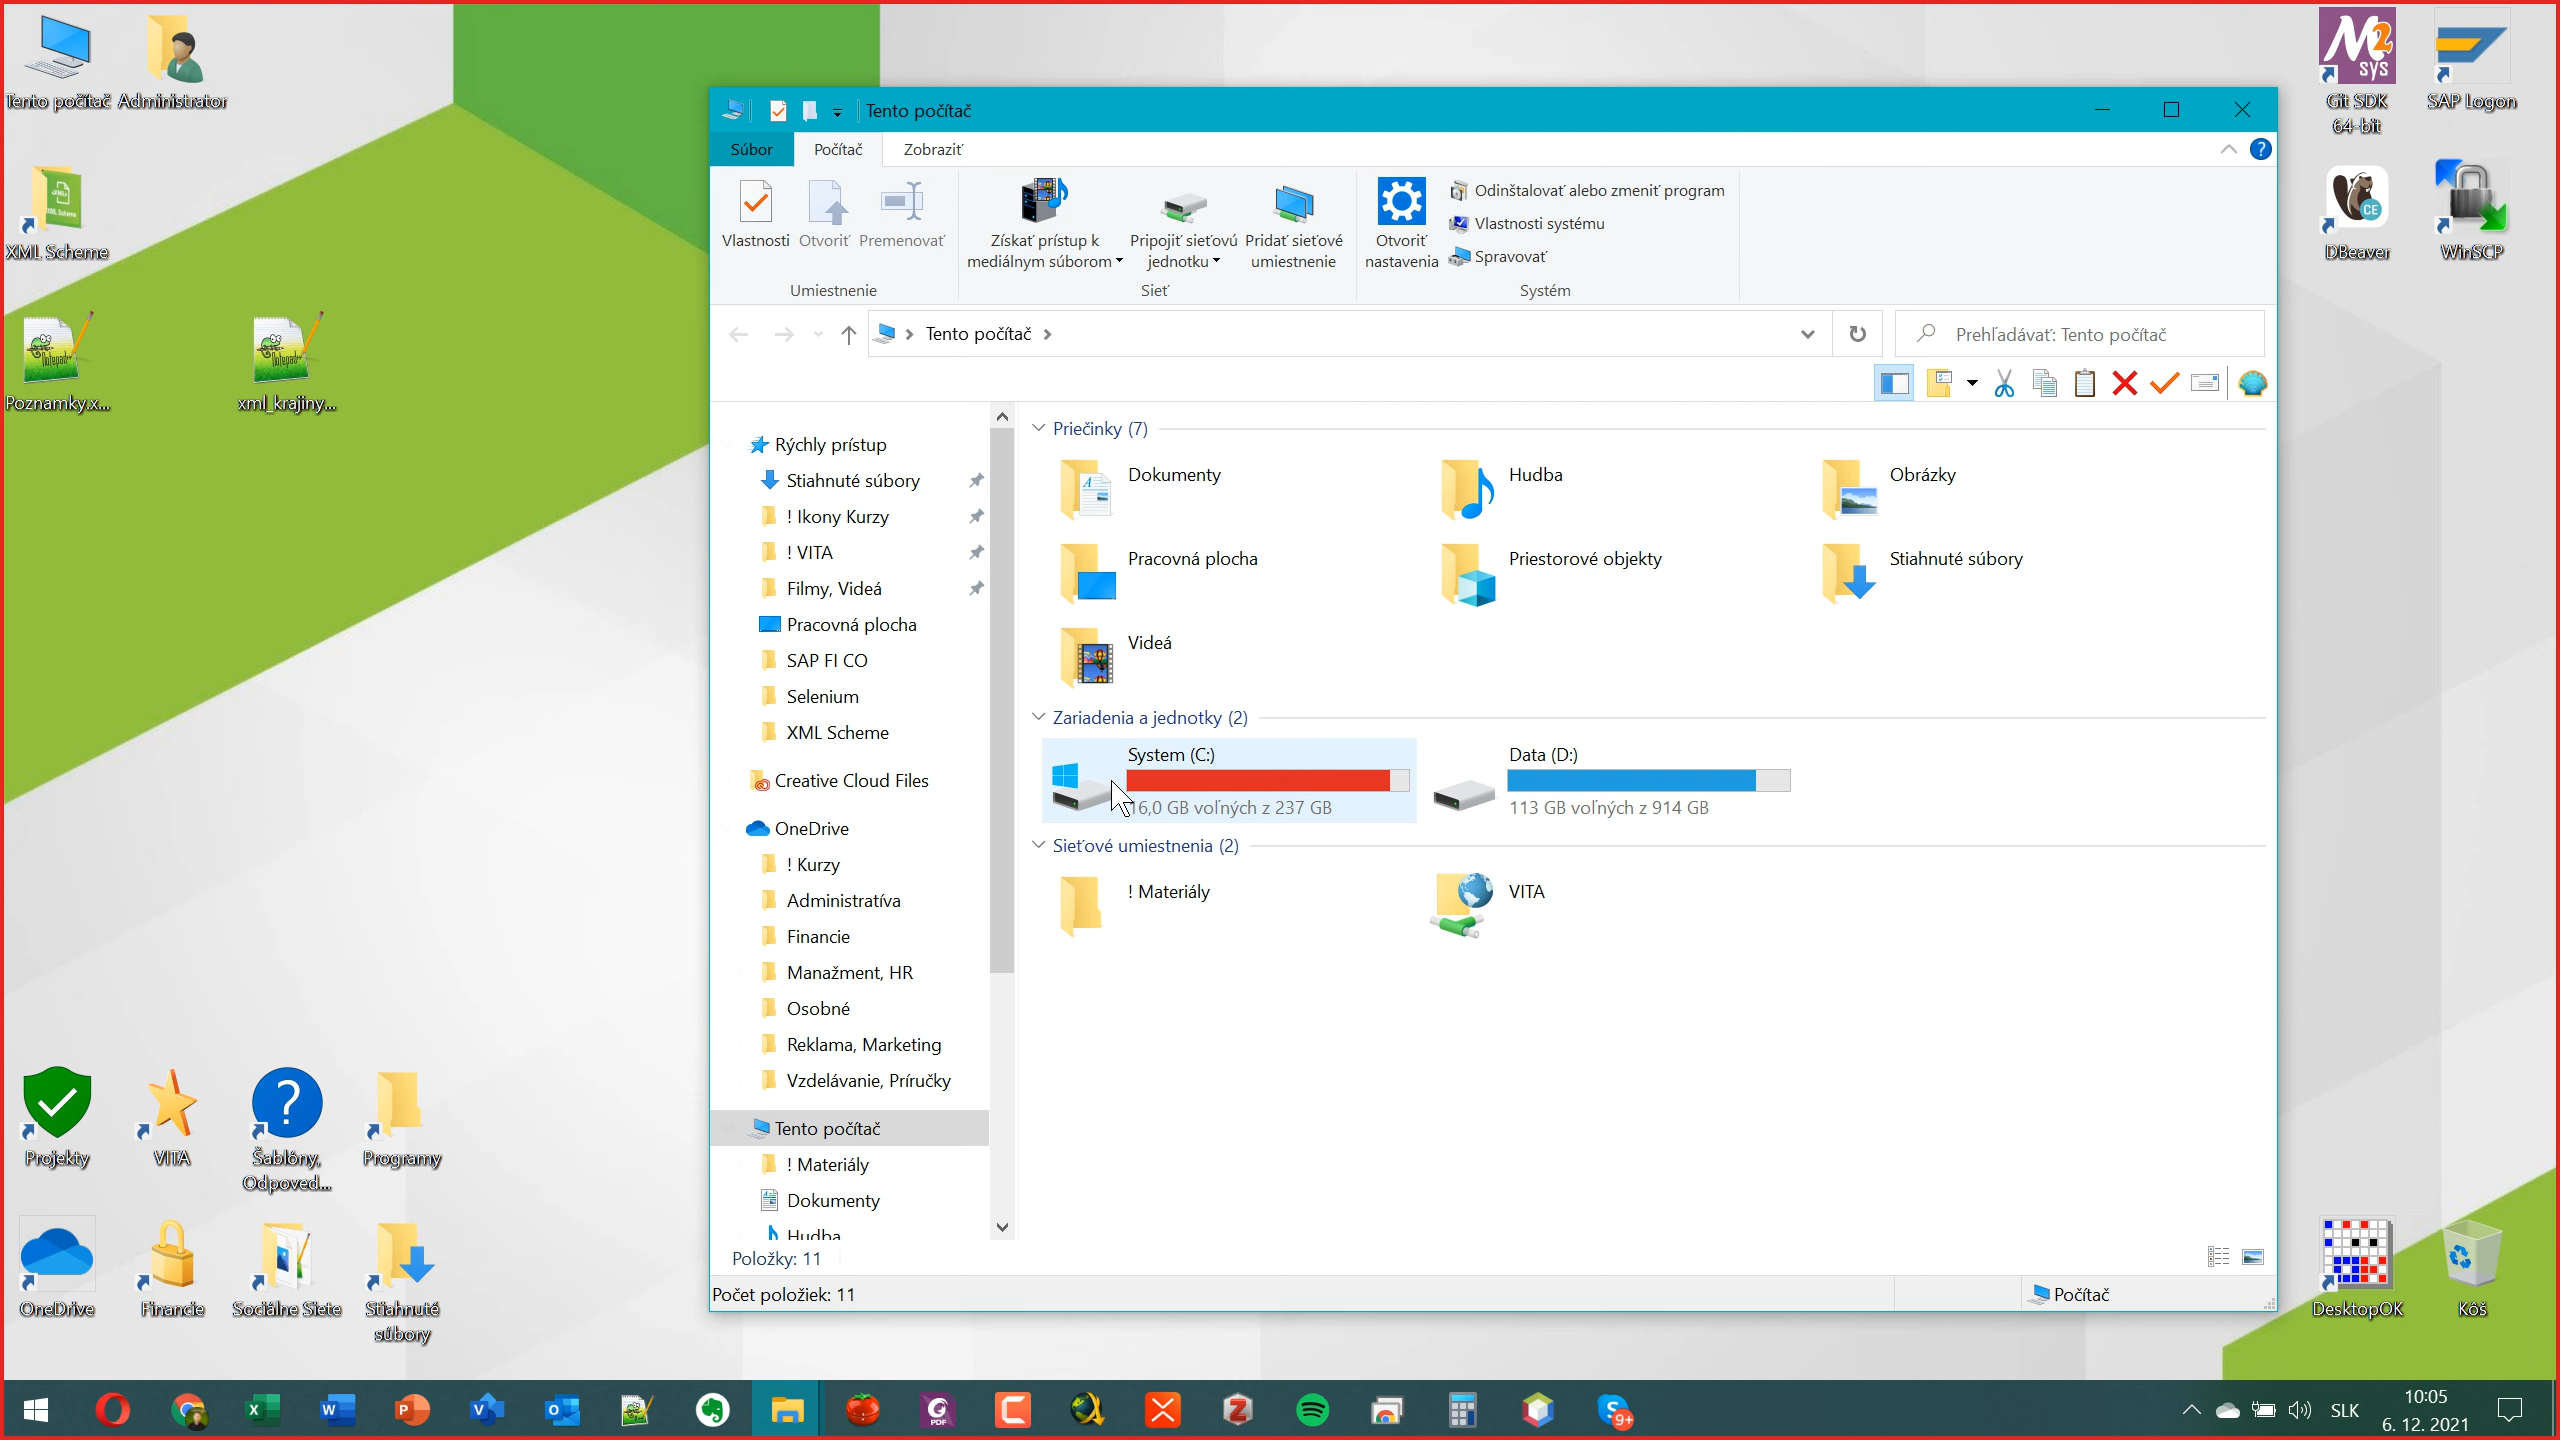 Tento počítač
Administrator
XML Scheme
Poznamky.x...
xml_krajiny...
Projekty
VITA
Šablóny,
Odpoved...
Programy
OneDrive
Financie
Sociálne Siete
Stiahnuté
súbory
Tento počítač
Súbor
Počítač
Zobraziť
Vlastnosti
Otvoriť
Premenovať
Umiestnenie
Získať prístup k
mediálnym súborom
Pripojiť sieťovú
jednotku
Pridať sieťové
umiestnenie
Sieť
Otvoriť
nastavenia
Odinštalovať alebo zmeniť program
Vlastnosti systému
Spravovať
Systém
Tento počítač
Prehľadávať: Tento počítač
Rýchly prístup
Stiahnuté súbory
! Ikony Kurzy
! VITA
Filmy, Videá
Pracovná plocha
SAP FI CO
Selenium
XML Scheme
Creative Cloud Files
OneDrive
! Kurzy
Administratíva
Financie
Manažment, HR
Osobné
Reklama, Marketing
Vzdelávanie, Príručky
Tento počítač
! Materiály
Dokumenty
Hudba
Priečinky (7)
Dokumenty
Hudba
Obrázky
Pracovná plocha
Priestorové objekty
Stiahnuté súbory
Videá
Zariadenia a jednotky (2)
System (C:)
16,0 GB voľných z 237 GB
Data (D:)
113 GB voľných z 914 GB
Sieťové umiestnenia (2)
! Materiály
VITA
Položky: 11
Počet položiek: 11
Počítač
M2
sys
Git SDK
64-bit
SAP Logon
CE
DBeaver
WinSCP
DesktopOK
Kôš
PDF
9+
SLK
10:05
6. 12. 2021